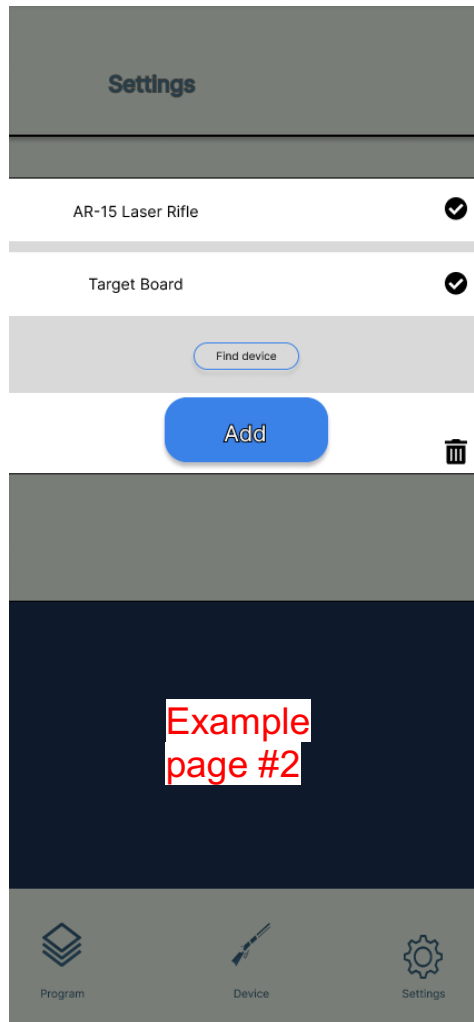 Settings
AR-15 Laser Rifle
Target Board
Find device
Add
Example
page #2
Program
Device
Settings